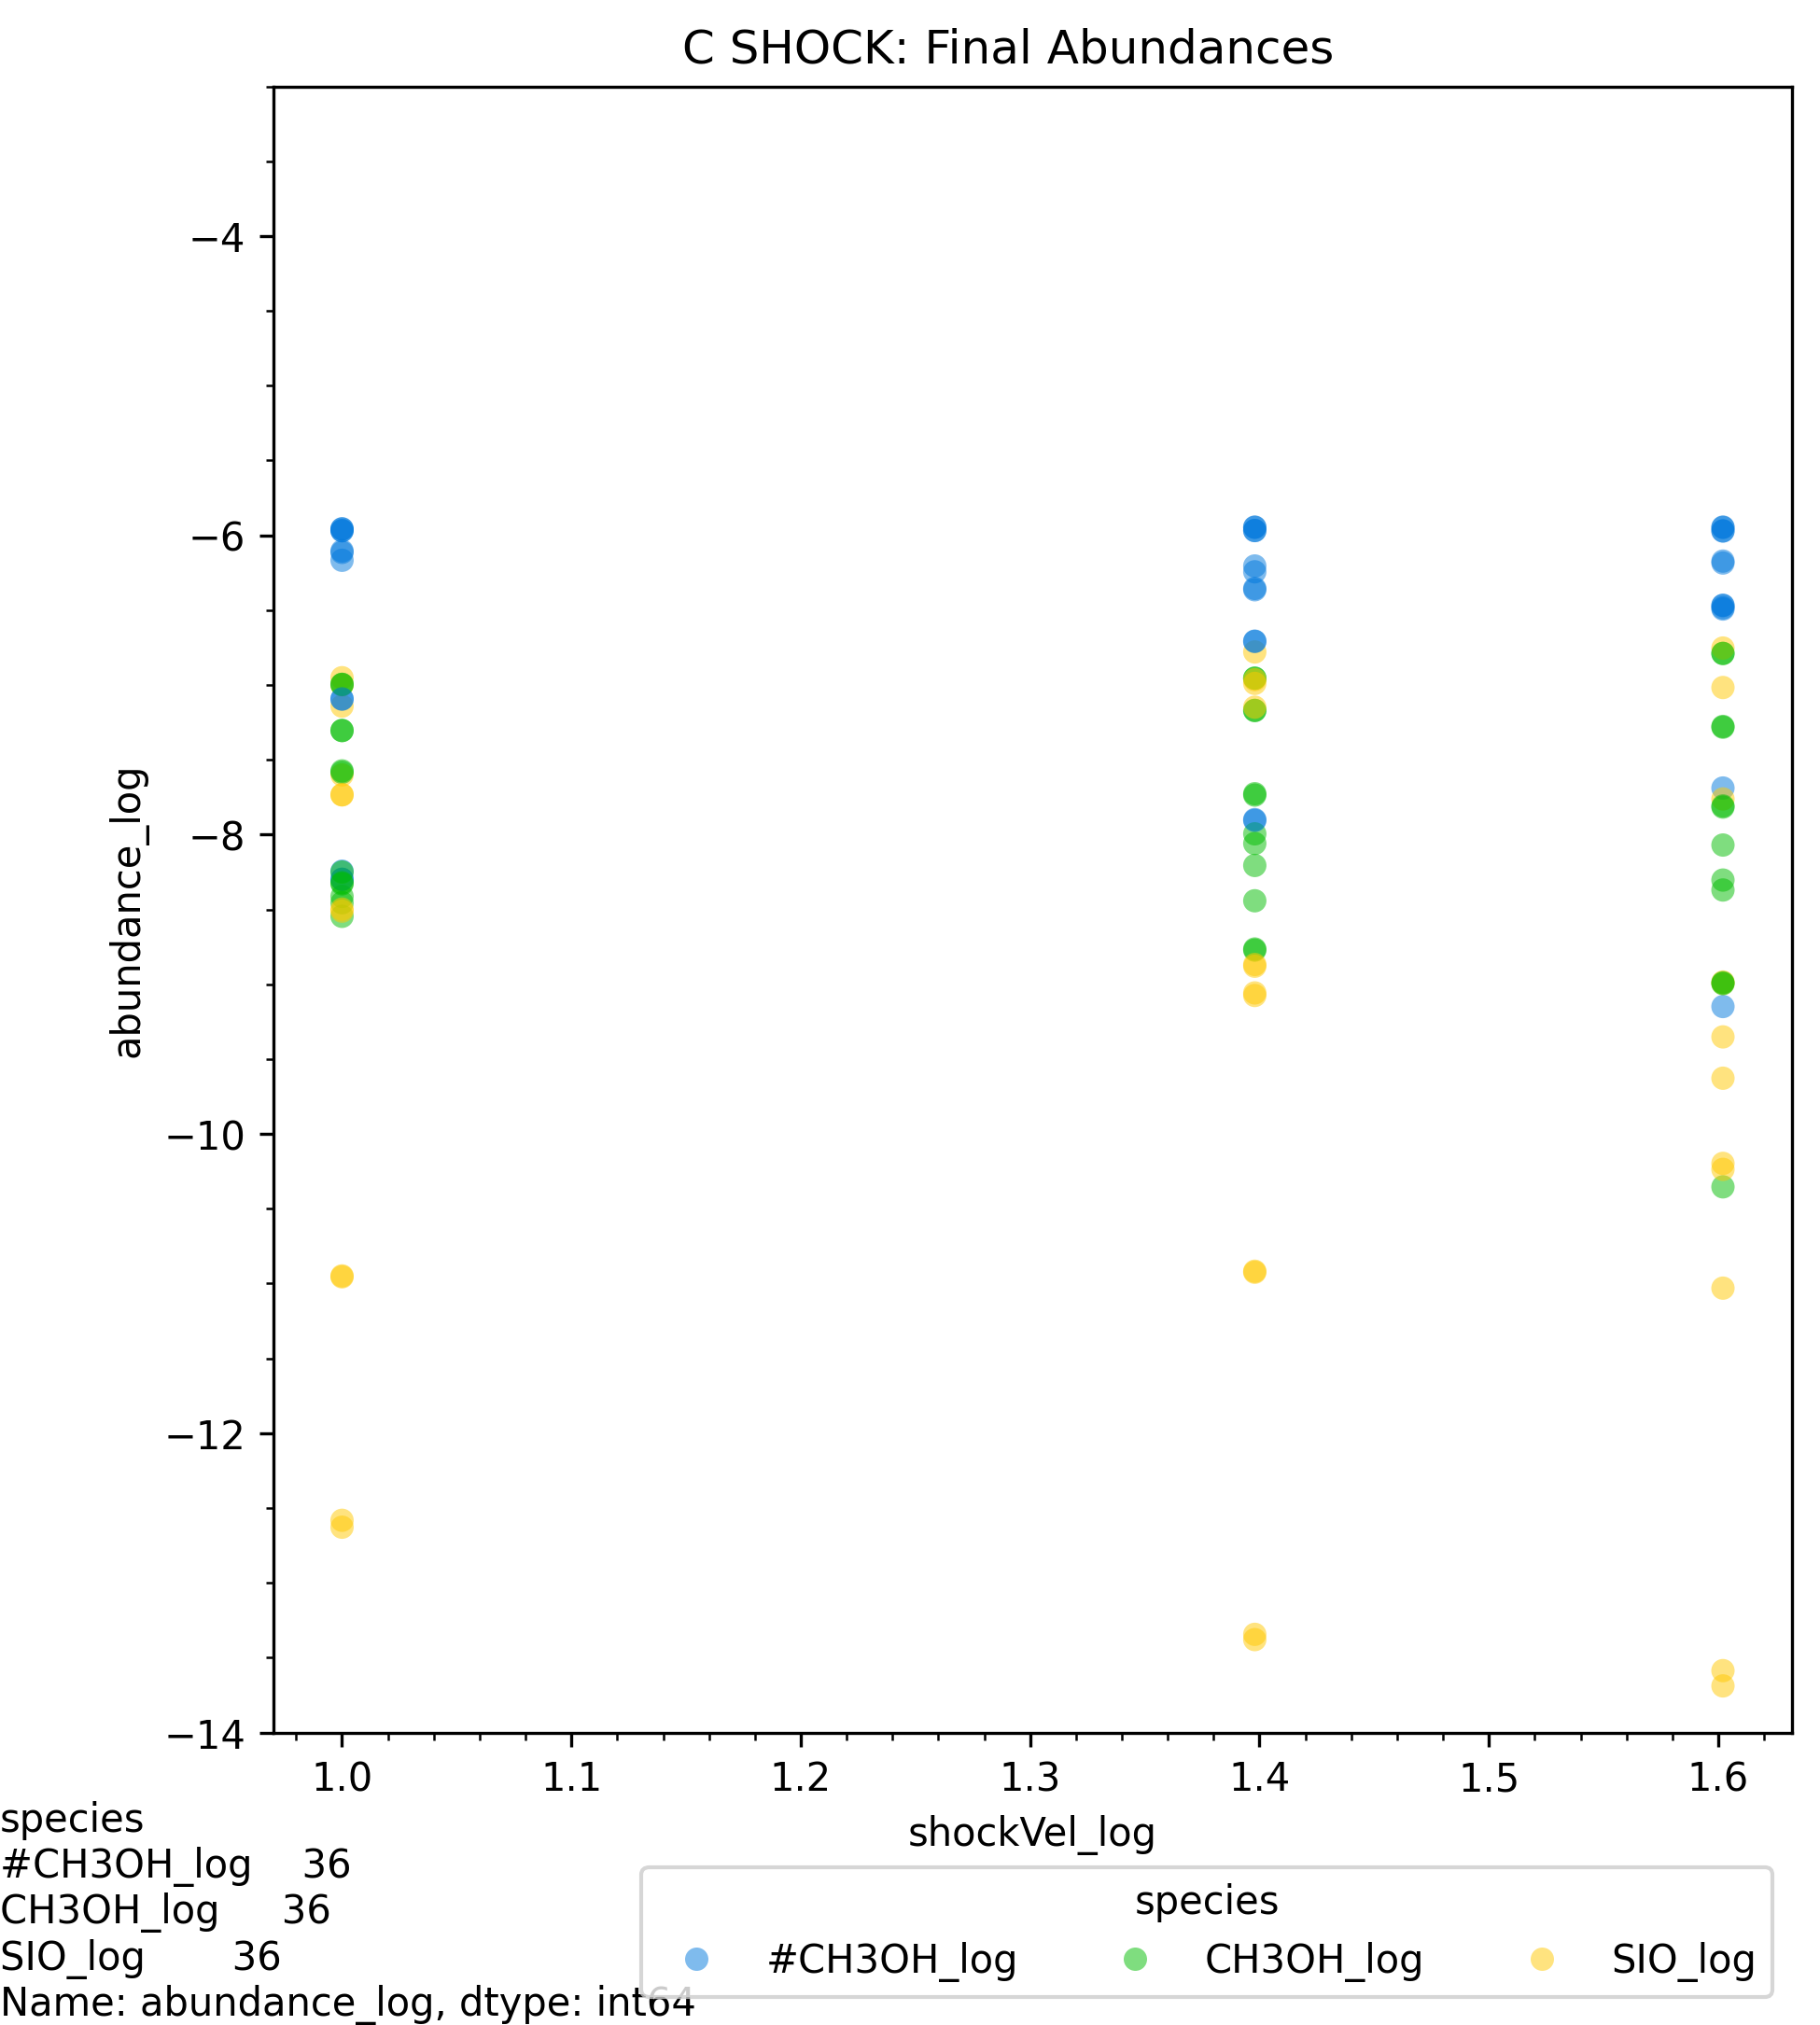 C SHOCK: Final Abundances
−4
−6
−8
−10
−12
−14
abundance_log
1.0 1.1 1.2 1.3 1.4 1.5 1.6
shockVel_log
species
#CH3OH_log 36
CH3OH_log 36
SIO_log 36
Name: abundance_log, dtype: int64
species
#CH3OH_log CH3OH_log SIO_log